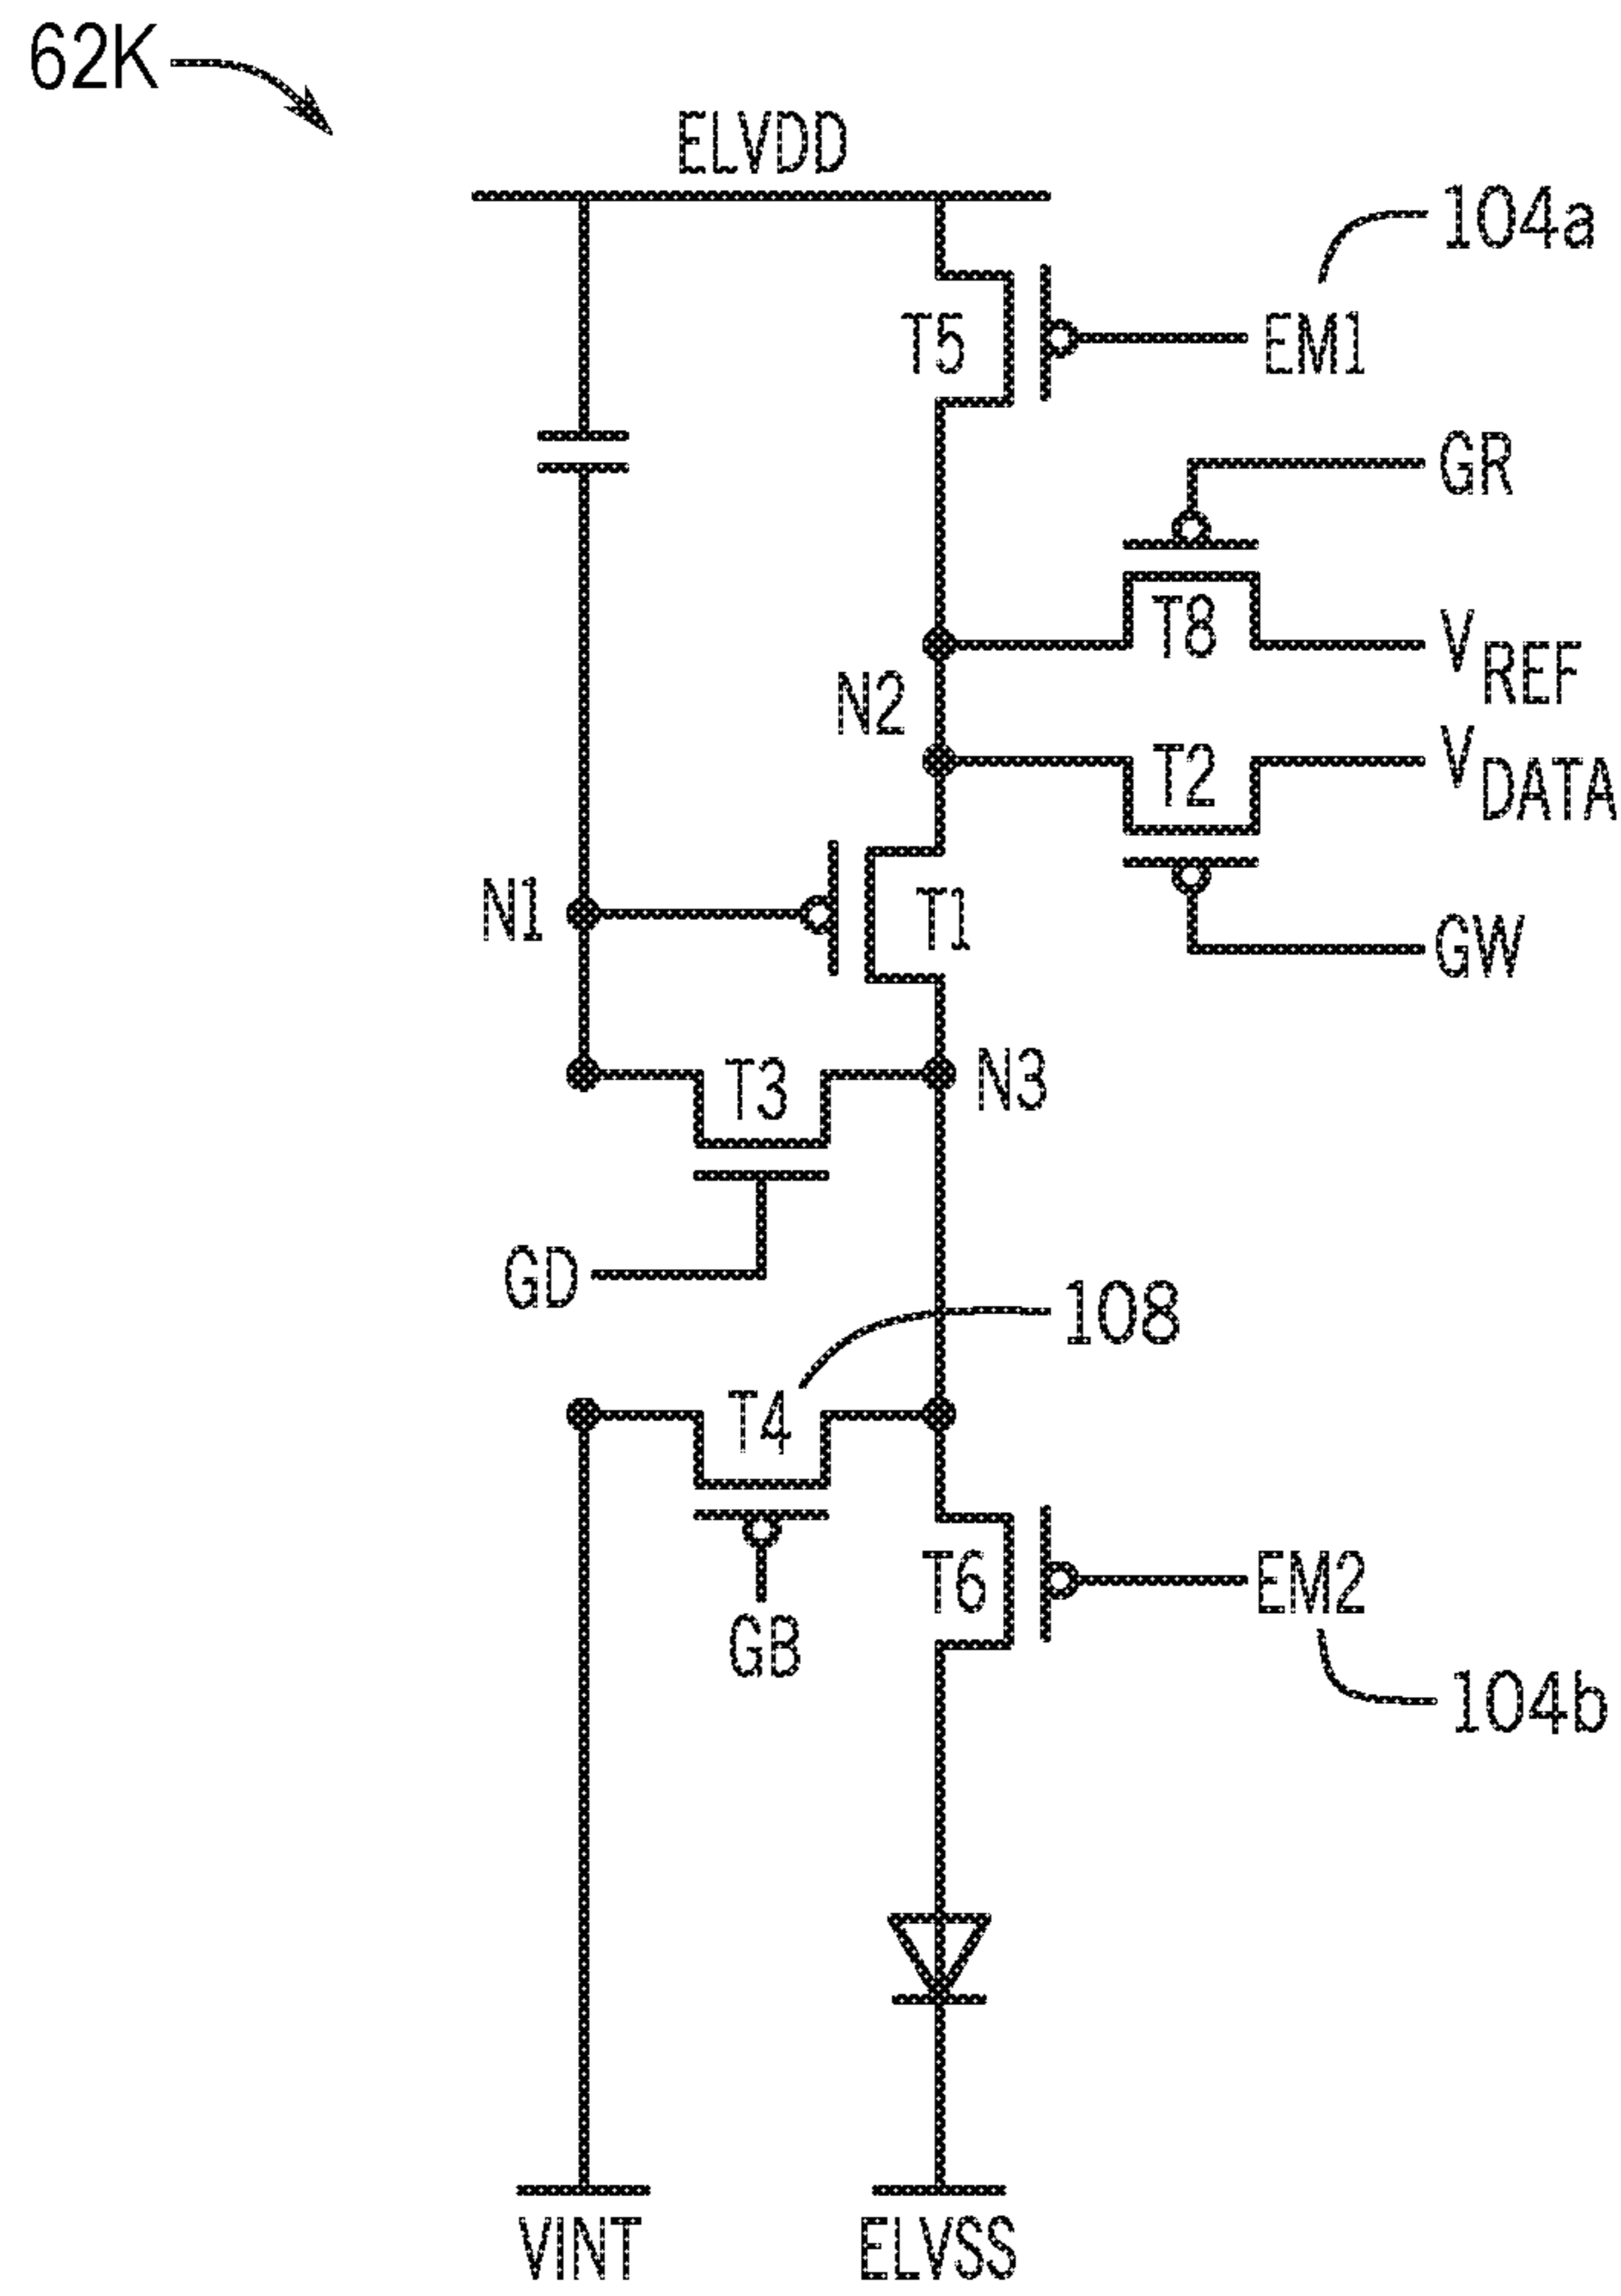 62K
ELVDD
104a
T5
EM1
GR
T8
VREF
N2
T2
VDATA
N1
T1
GW
T3
N3
GD
108
T4
T6
EM2
GB
104b
VINT
ELVSS